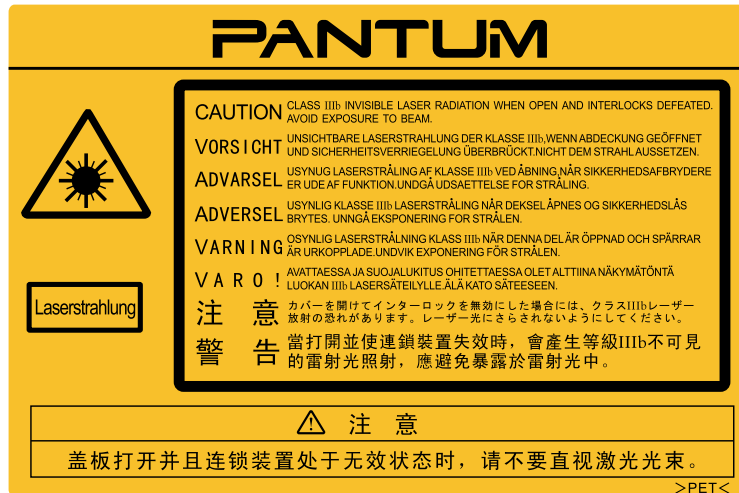 PANTUM
CAUTION CLASS IIIb INVISIBLE LASER RADIATION WHEN OPEN AND INTERLOCKS DEFEATED.
AVOID EXPOSURE TO BEAM.
VORSICHT UNSICHTBARE LASERSTRAHLUNG DER KLASSE IIIb,WENN ABDECKUNG GEÖFFNET
UND SICHERHEITSVERRIEGELUNG ÜBERBRÜCKT.NICHT DEM STRAHL AUSSETZEN.
ADVARSEL USYNUG LASERSTRÅLING AF KLASSE IIIb VED ÅBNING,NÅR SIKKERHEDSAFBRYDERE
ER UDE AF FUNKTION.UNDGÅ UDSAETTELSE FOR STRÅLING.
ADVERSEL USYNLIG KLASSE IIIb LASERSTRÅLING NÅR DEKSEL ÅPNES OG SIKKERHEDSLÅS
BRYTES. UNNGÅ EKSPONERING FOR STRÅLEN.
VARNING OSYNLIG LASERSTRÅLNING KLASS IIIb NÄR DENNA DEL ÄR ÖPPNAD OCH SPÄRRAR
ÄR URKOPPLADE.UNDVIK EXPONERING FÖR STRÅLEN.
VARO! AVATTAESSA JA SUOJALUKITUS OHITETTAESSA OLET ALTTINA NÄKYMÄTÖNTÄ
LUOKAN IIIb LASERSÄTEILYLLE.ÄLÄ KATO SÄTEESEEN.
注意 カバーを開けてインターロックを無効にした場合には、クラスIIIbレーザー
放射の恐れがあります。レーザー光にさらされないようにしてください。
警告 當打開並使連鎖裝置失效時，會產生等級IIIb不可見
的雷射光照射，應避免暴露於雷射光中。
Laserstrahlung
注意
盖板打开并且连锁装置处于无效状态时，请不要直视激光光束。
>PET<